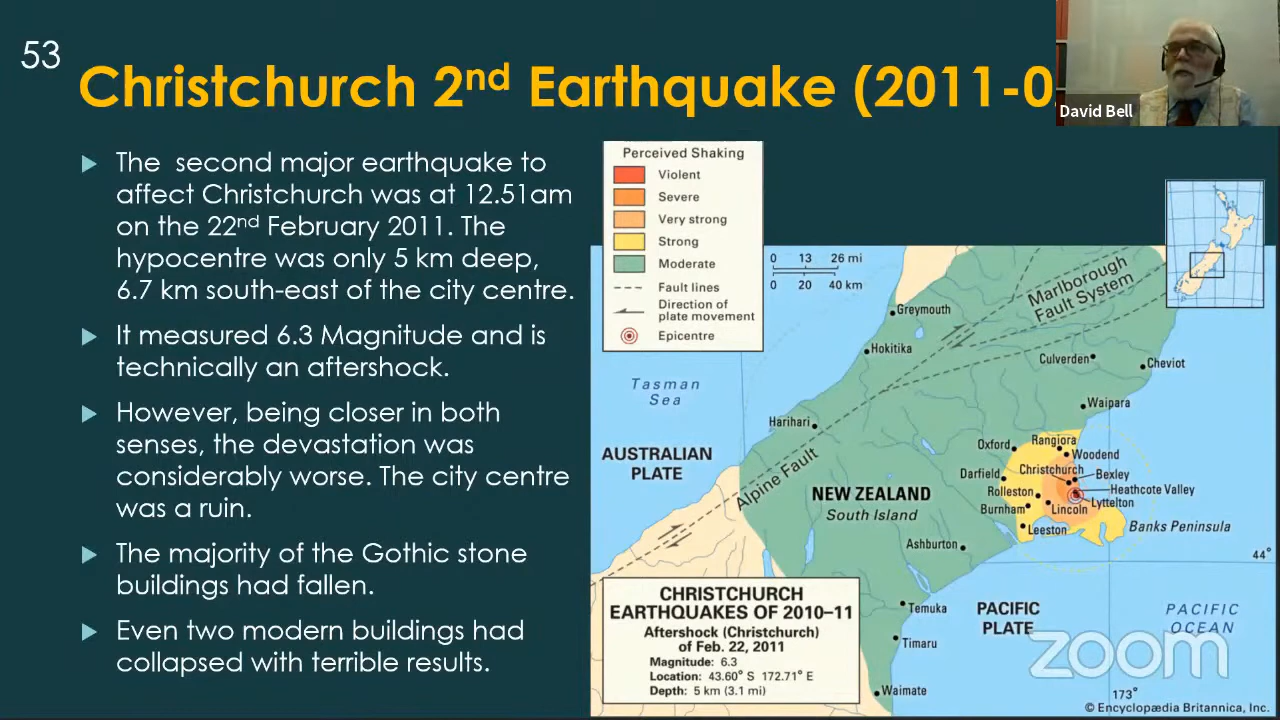 53
Christchurch 2nd Earthquake (2011-0
David Bell
The second major earthquake to
affect Christchurch was at 12.51am
on the 22nd February 2011. The
hypocentre was only 5 km deep,
6.7 km south-east of the city centre.
It measured 6.3 Magnitude and is
technically an aftershock.
However, being closer in both
senses, the devastation was
considerably worse. The city centre
was a ruin.
The majority of the Gothic stone
buildings had fallen.
Even two modern buildings had
collapsed with terrible results.
Perceived Shaking
Violent
Severe
Very strong
Strong
Moderate
Fault lines
Direction of
plate movement
Epicentre
0 13 26 mi
0 20 40 km
Marlborough
Fault System
Greymouth
Hokitika
Culverden
Cheviot
Tasman
Sea
Waipara
Harihari
Oxford
Rangiora
Woodend
AUSTRALIAN
PLATE
Alpine Fault
Darfield
Christchurch
Bexley
NEW ZEALAND
South Island
Rolleston
Heathcote Valley
Lyttelton
Burnham
Lincoln
Leeston
Banks Peninsula
Ashburton
44°
CHRISTCHURCH
EARTHQUAKES OF 2010–11
Aftershock (Christchurch)
of Feb. 22, 2011
Magnitude: 6.3
Location: 43.60° S 172.71° E
Depth: 5 km (3.1 mi)
Temuka
Timaru
Waimate
PACIFIC
PLATE
PACIFIC
OCEAN
zoom
173°
© Encyclopædia Britannica, Inc.